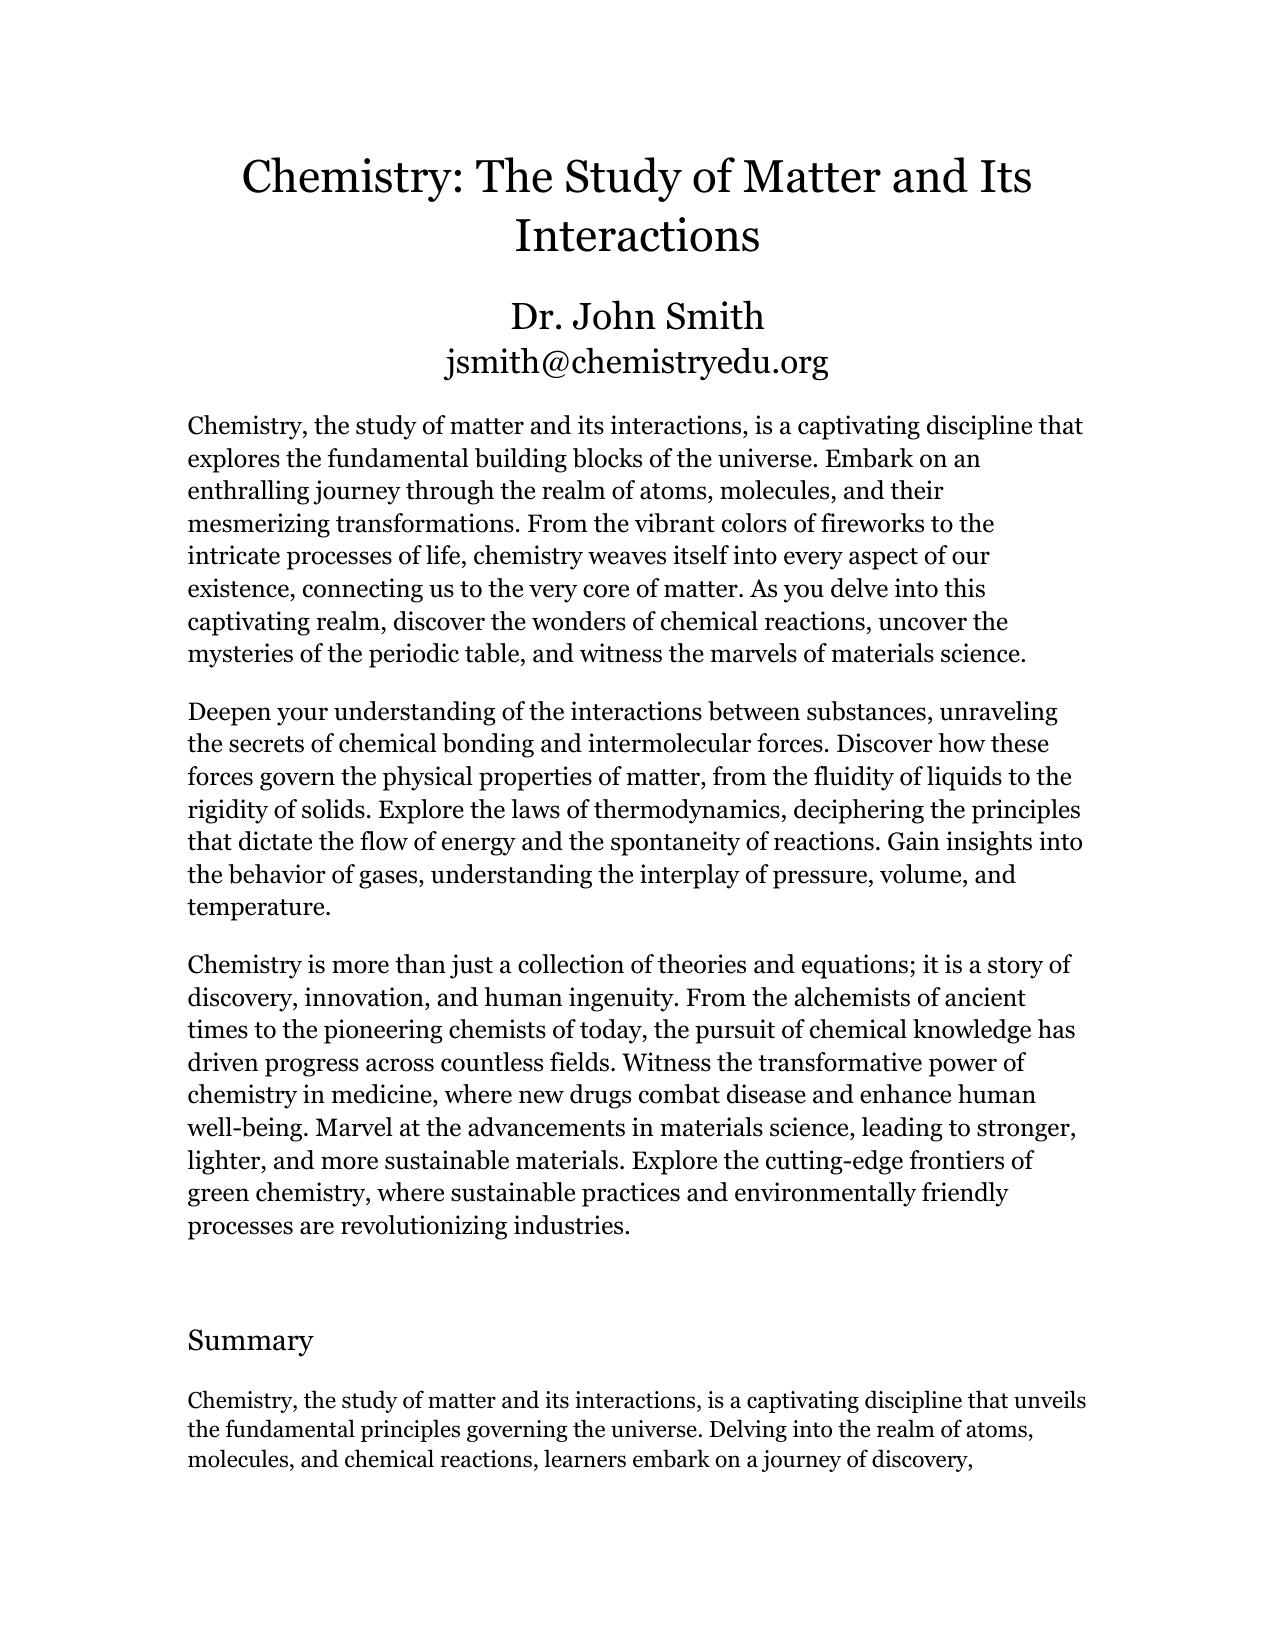 Chemistry: The Study of Matter and Its
Interactions
Dr. John Smith
jsmith@chemistryedu.org
Chemistry, the study of matter and its interactions, is a captivating discipline that
explores the fundamental building blocks of the universe. Embark on an
enthralling journey through the realm of atoms, molecules, and their
mesmerizing transformations. From the vibrant colors of fireworks to the
intricate processes of life, chemistry weaves itself into every aspect of our
existence, connecting us to the very core of matter. As you delve into this
captivating realm, discover the wonders of chemical reactions, uncover the
mysteries of the periodic table, and witness the marvels of materials science.
Deepen your understanding of the interactions between substances, unraveling
the secrets of chemical bonding and intermolecular forces. Discover how these
forces govern the physical properties of matter, from the fluidity of liquids to the
rigidity of solids. Explore the laws of thermodynamics, deciphering the principles
that dictate the flow of energy and the spontaneity of reactions. Gain insights into
the behavior of gases, understanding the interplay of pressure, volume, and
temperature.
Chemistry is more than just a collection of theories and equations; it is a story of
discovery, innovation, and human ingenuity. From the alchemists of ancient
times to the pioneering chemists of today, the pursuit of chemical knowledge has
driven progress across countless fields. Witness the transformative power of
chemistry in medicine, where new drugs combat disease and enhance human
well-being. Marvel at the advancements in materials science, leading to stronger,
lighter, and more sustainable materials. Explore the cutting-edge frontiers of
green chemistry, where sustainable practices and environmentally friendly
processes are revolutionizing industries.
Summary
Chemistry, the study of matter and its interactions, is a captivating discipline that unveils
the fundamental principles governing the universe. Delving into the realm of atoms,
molecules, and chemical reactions, learners embark on a journey of discovery,